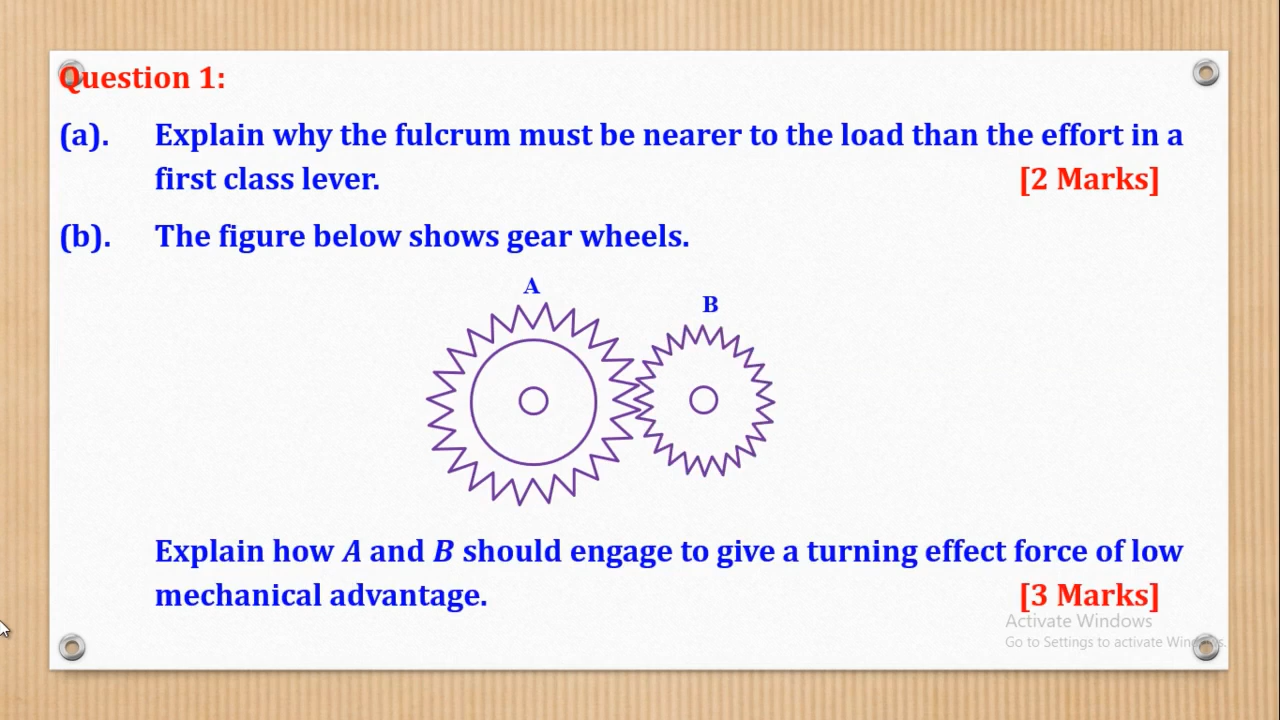 Question 1:
(a). Explain why the fulcrum must be nearer to the load than the effort in a
first class lever. [2 Marks]
(b). The figure below shows gear wheels.
A
B
Explain how A and B should engage to give a turning effect force of low
mechanical advantage. [3 Marks]
Activate Windows
Go to Settings to activate Windows.